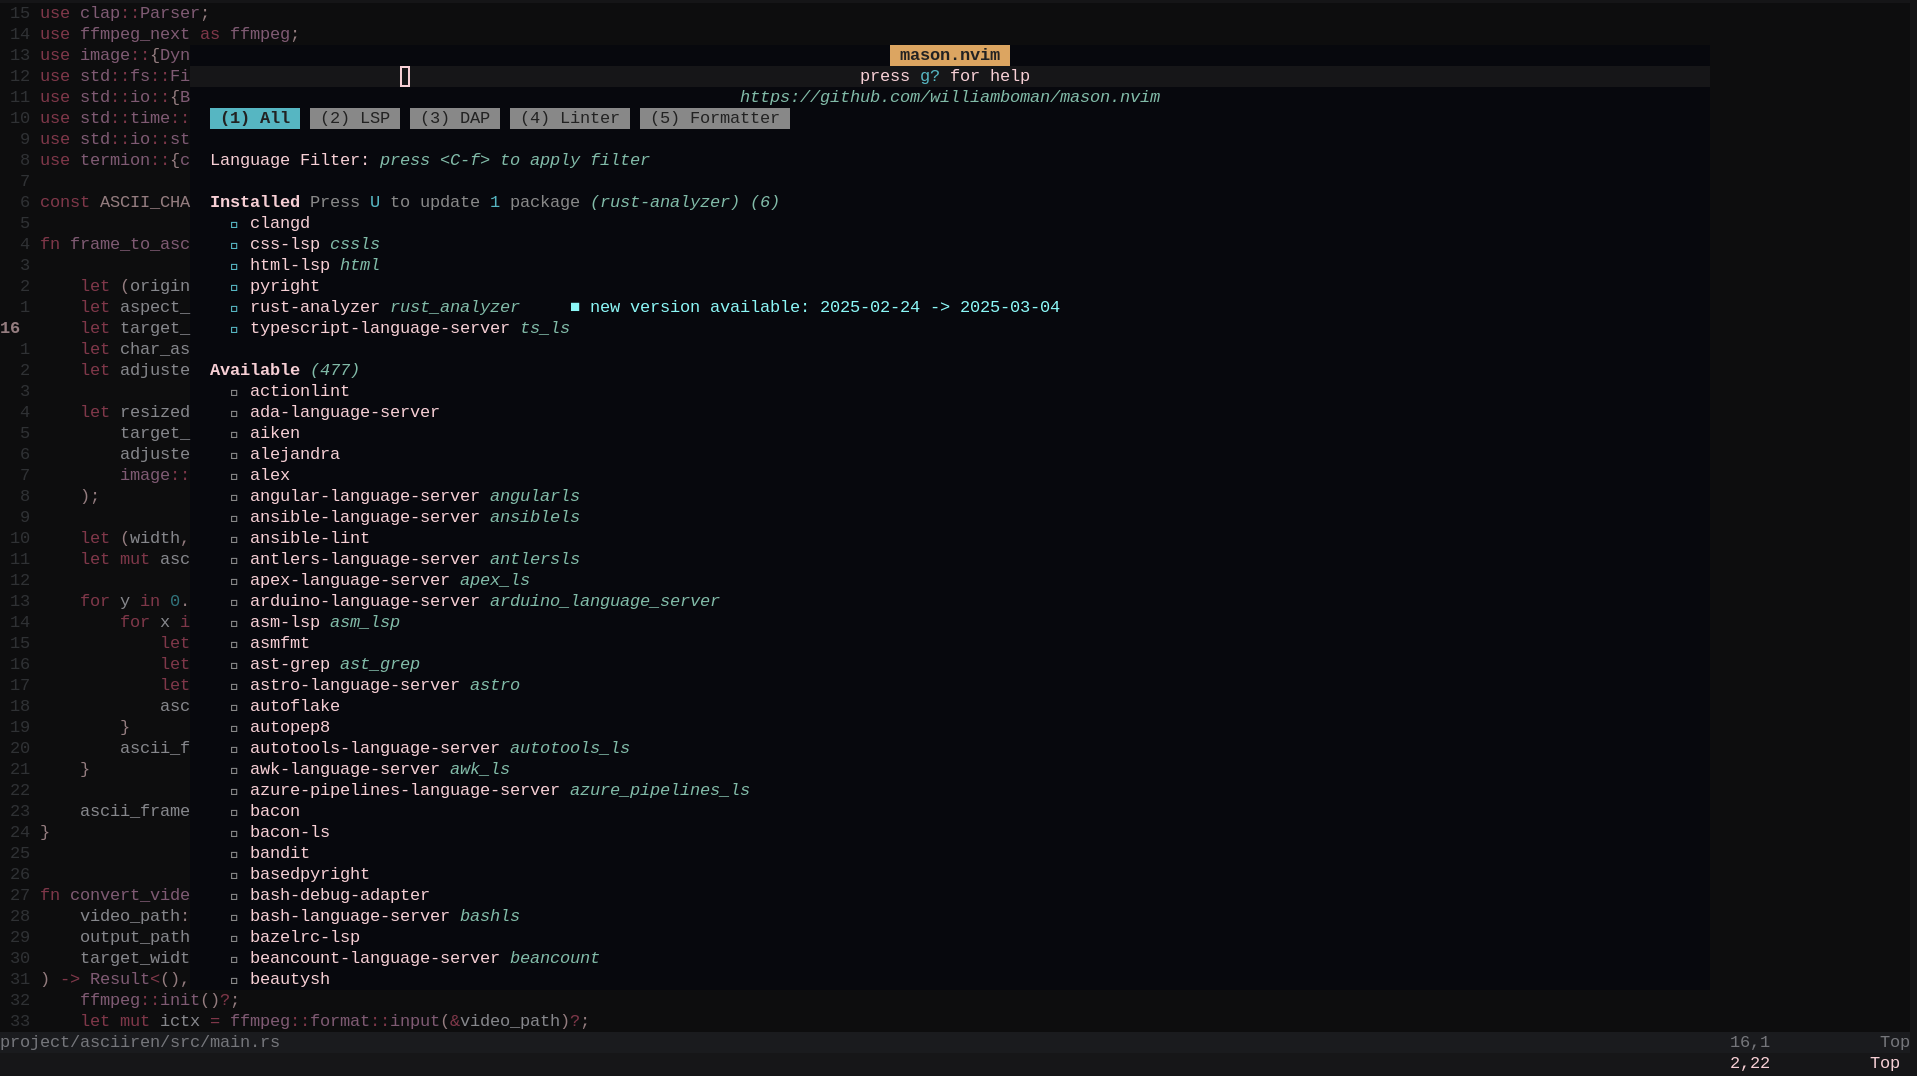 15 use clap::Parser;
14 use ffmpeg_next as ffmpeg;
13 use image::{Dyn mason.nvim
12 use std::fs::Fi press g? for help
11 use std::io::{B https://github.com/williamboman/mason.nvim
10 use std::time:: (1) All (2) LSP (3) DAP (4) Linter (5) Formatter
9 use std::io::st
8 use termion::{c Language Filter: press <C-f> to apply filter
7
6 const ASCII_CHA Installed Press U to update 1 package (rust-analyzer) (6)
5 clangd
4 fn frame_to_asc css-lsp cssls
3 html-lsp html
2 let (origin pyright
1 let aspect_ rust-analyzer rust_analyzer ■ new version available: 2025-02-24 -> 2025-03-04
16 let target_ typescript-language-server ts_ls
1 let char_as
2 let adjuste Available (477)
3 actionlint
4 let resized ada-language-server
5 target_ aiken
6 adjuste alejandra
7 image:: alex
8 ); angular-language-server angularls
9 ansible-language-server ansiblels
10 let (width, ansible-lint
11 let mut asc antlers-language-server antlersls
12 apex-language-server apex_ls
13 for y in 0. arduino-language-server arduino_language_server
14 for x i asm-lsp asm_lsp
15 let asmfmt
16 let ast-grep ast_grep
17 let astro-language-server astro
18 asc autoflake
19 } autopep8
20 ascii_f autotools-language-server autotools_ls
21 } awk-language-server awk_ls
22 azure-pipelines-language-server azure_pipelines_ls
23 ascii_frame bacon
24 } bacon-ls
25 bandit
26 basedpyright
27 fn convert_vide bash-debug-adapter
28 video_path: bash-language-server bashls
29 output_path bazelrc-lsp
30 target_widt beancount-language-server beancount
31 ) -> Result<(), beautysh
32 ffmpeg::init()?;
33 let mut ictx = ffmpeg::format::input(&video_path)?;
project/asciiren/src/main.rs 16,1 Top
2,22 Top